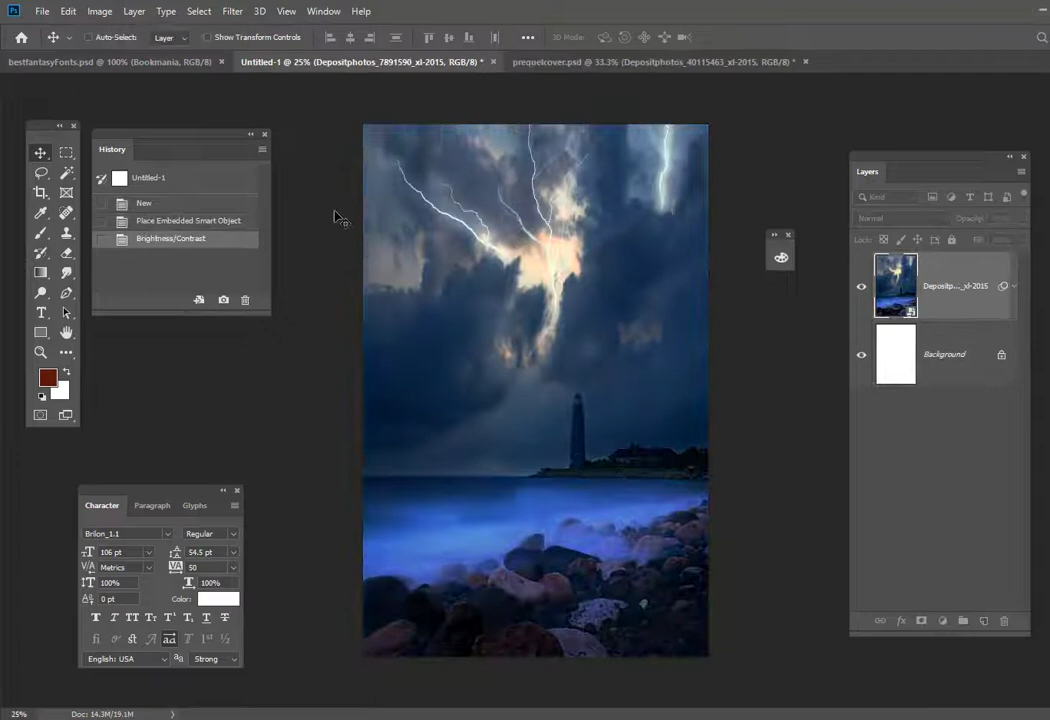 Ps File Edit Image Layer Type Select Filter 3D View Window Help
Auto-Select: Layer Show Transform Controls 3D Mode:
bestfantasyFonts.psd @ 100% (Bookmania, RGB/8) × Untitled-1 @ 25% (Depositphotos_7891590_xl-2015, RGB/8) * × prequelcover.psd @ 33.3% (Depositphotos_40115463_xl-2015, RGB/8) * ×
History
Untitled-1
New
Place Embedded Smart Object
Brightness/Contrast
Layers
Kind
Normal Opacity:
Lock:
Depositp..._xl-2015
Background
Character Paragraph Glyphs
Brilon_1.1 Regular
106 pt 54.5 pt
Metrics 50
100% 100%
0 pt Color:
English: USA Strong
25% Doc: 14.3M/19.1M